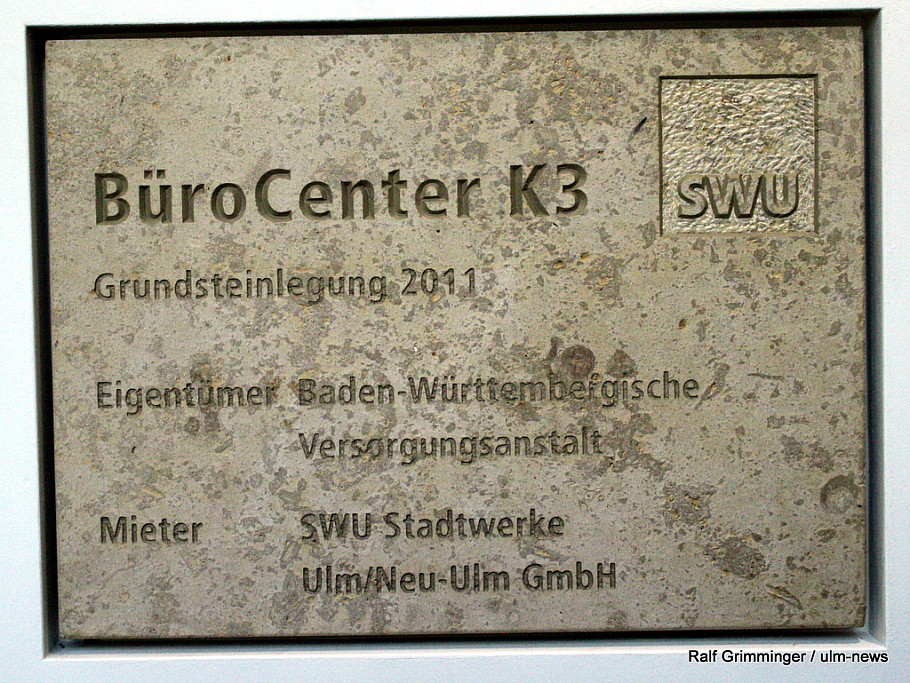 SWU
BüroCenter K3
Grundsteinlegung 2011
Eigentümer Baden-Württembergische
Versorgungsanstalt
Mieter SWU Stadtwerke
Ulm/Neu-Ulm GmbH
Ralf Grimminger / ulm-news